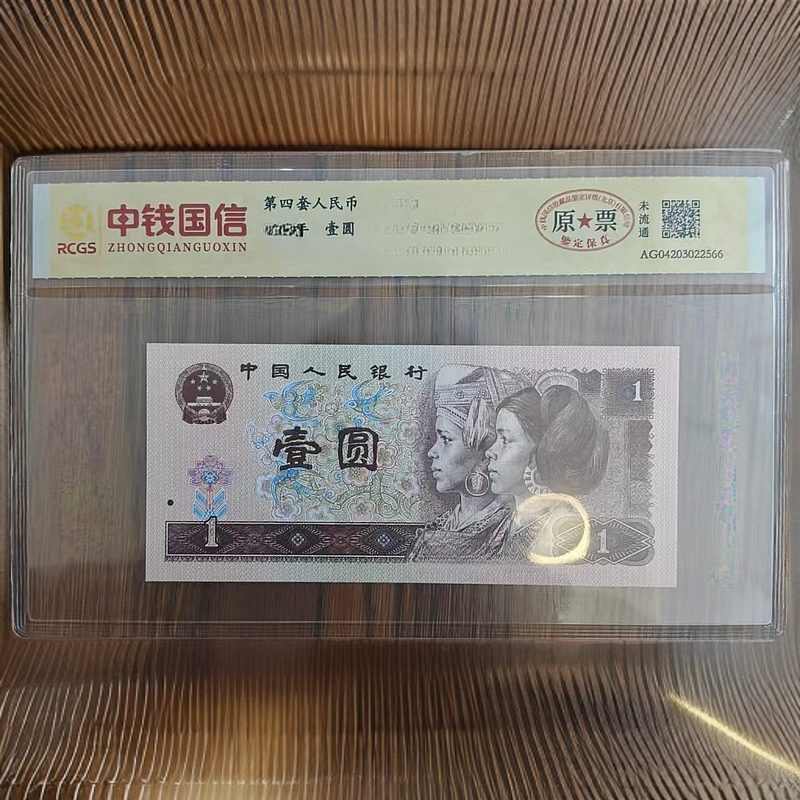 中钱国信
RCGS
ZHONGQIANGUOXIN
第四套人民币
壹圆
原★票
鉴定保真
未流通
AG04203022566
中国人民银行
1
壹圆
1
1